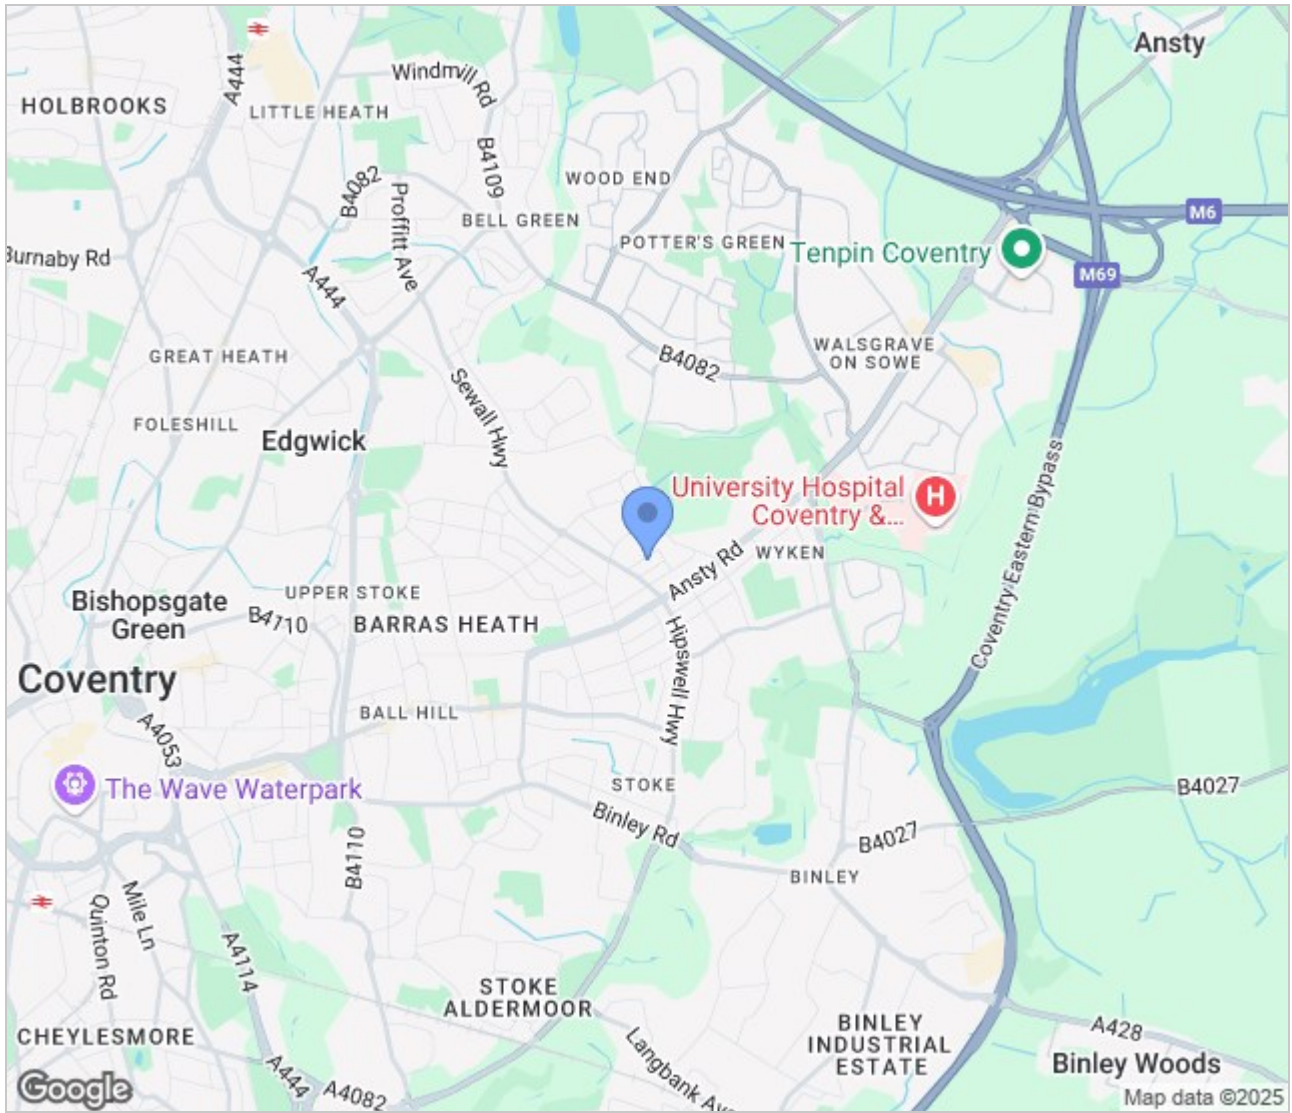 Ansty
Windmill Rd
A444
HOLBROOKS
LITTLE HEATH
B4109
B4082
WOOD END
Proffitt Ave
BELL GREEN
M6
POTTER'S GREEN
Tenpin Coventry
Burnaby Rd
M69
A444
WALSGRAVE
ON SOWE
GREAT HEATH
B4082
Sewall Hwy
FOLESHILL
Edgwick
University Hospital
Coventry &...
H
Coventry Eastern Bypass
WYKEN
Ansty Rd
UPPER STOKE
Bishopsgate
Green
B4110
BARRAS HEATH
Hipswell Hwy
Coventry
BALL HILL
A4053
The Wave Waterpark
STOKE
B4027
Binley Rd
B4027
B4110
BINLEY
Mile Ln
Quinton Rd
A4114
STOKE
ALDERMOOR
BINLEY
INDUSTRIAL
ESTATE
A428
CHEYLESMORE
Langbank Av
Binley Woods
A444
A4082
Google
Map data ©2025